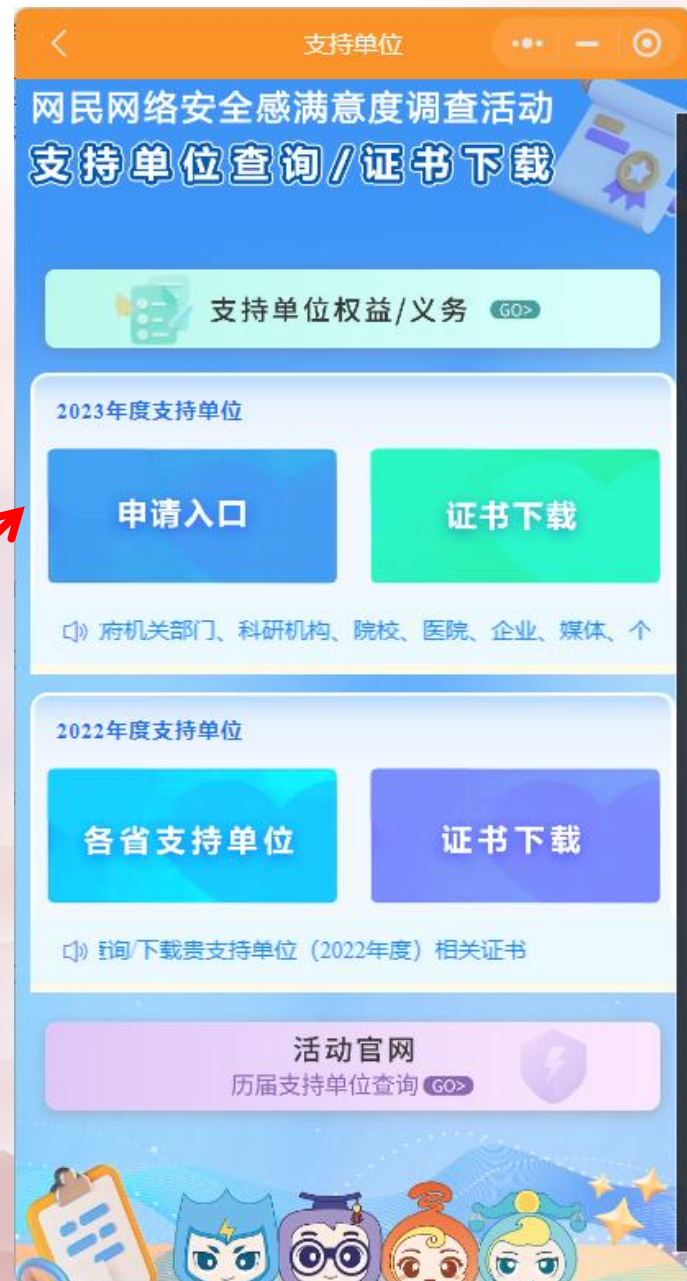 支持单位
网民网络安全感满意度调查活动
支持单位查询/证书下载
支持单位权益/义务 GO>
2023年度支持单位
申请入口 证书下载
府机关部门、科研机构、院校、医院、企业、媒体、个
2022年度支持单位
各省支持单位 证书下载
询/下载贵支持单位（2022年度）相关证书
活动官网
历届支持单位查询 GO>